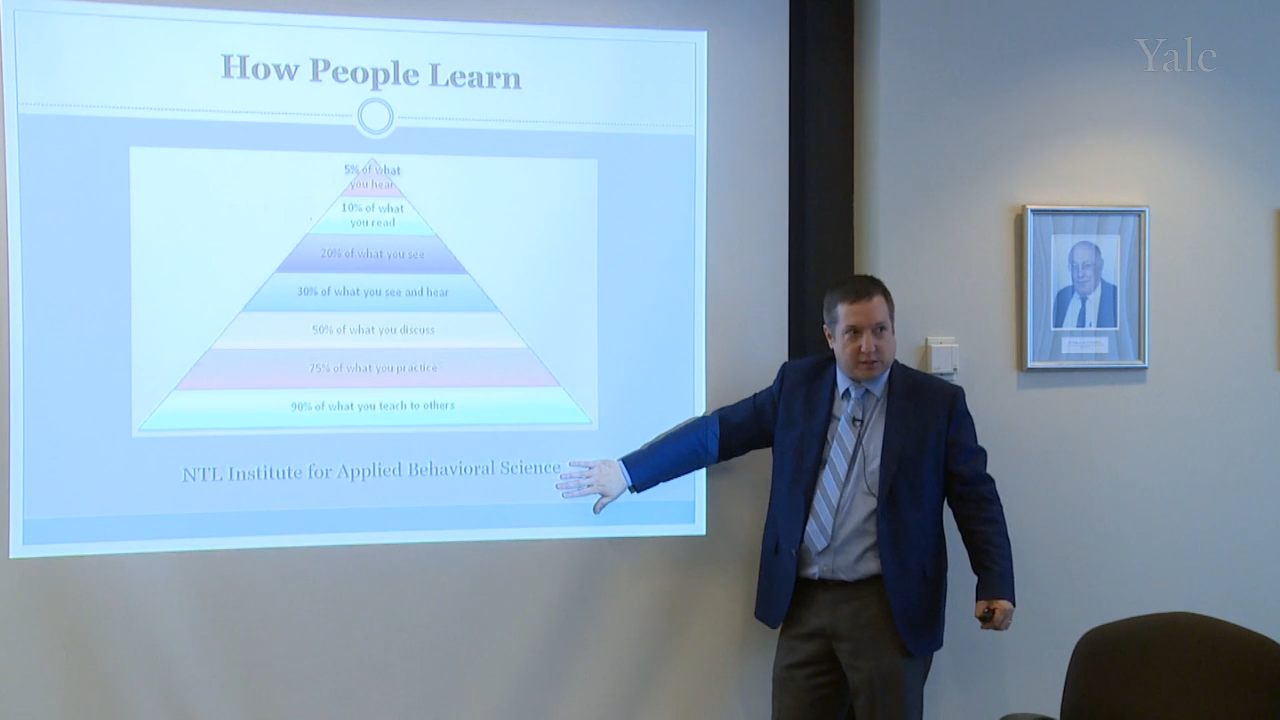 Yale
How People Learn
5% of what
you hear
10% of what
you read
20% of what you see
30% of what you see and hear
50% of what you discuss
75% of what you practice
90% of what you teach to others
NTL Institute for Applied Behavioral Science